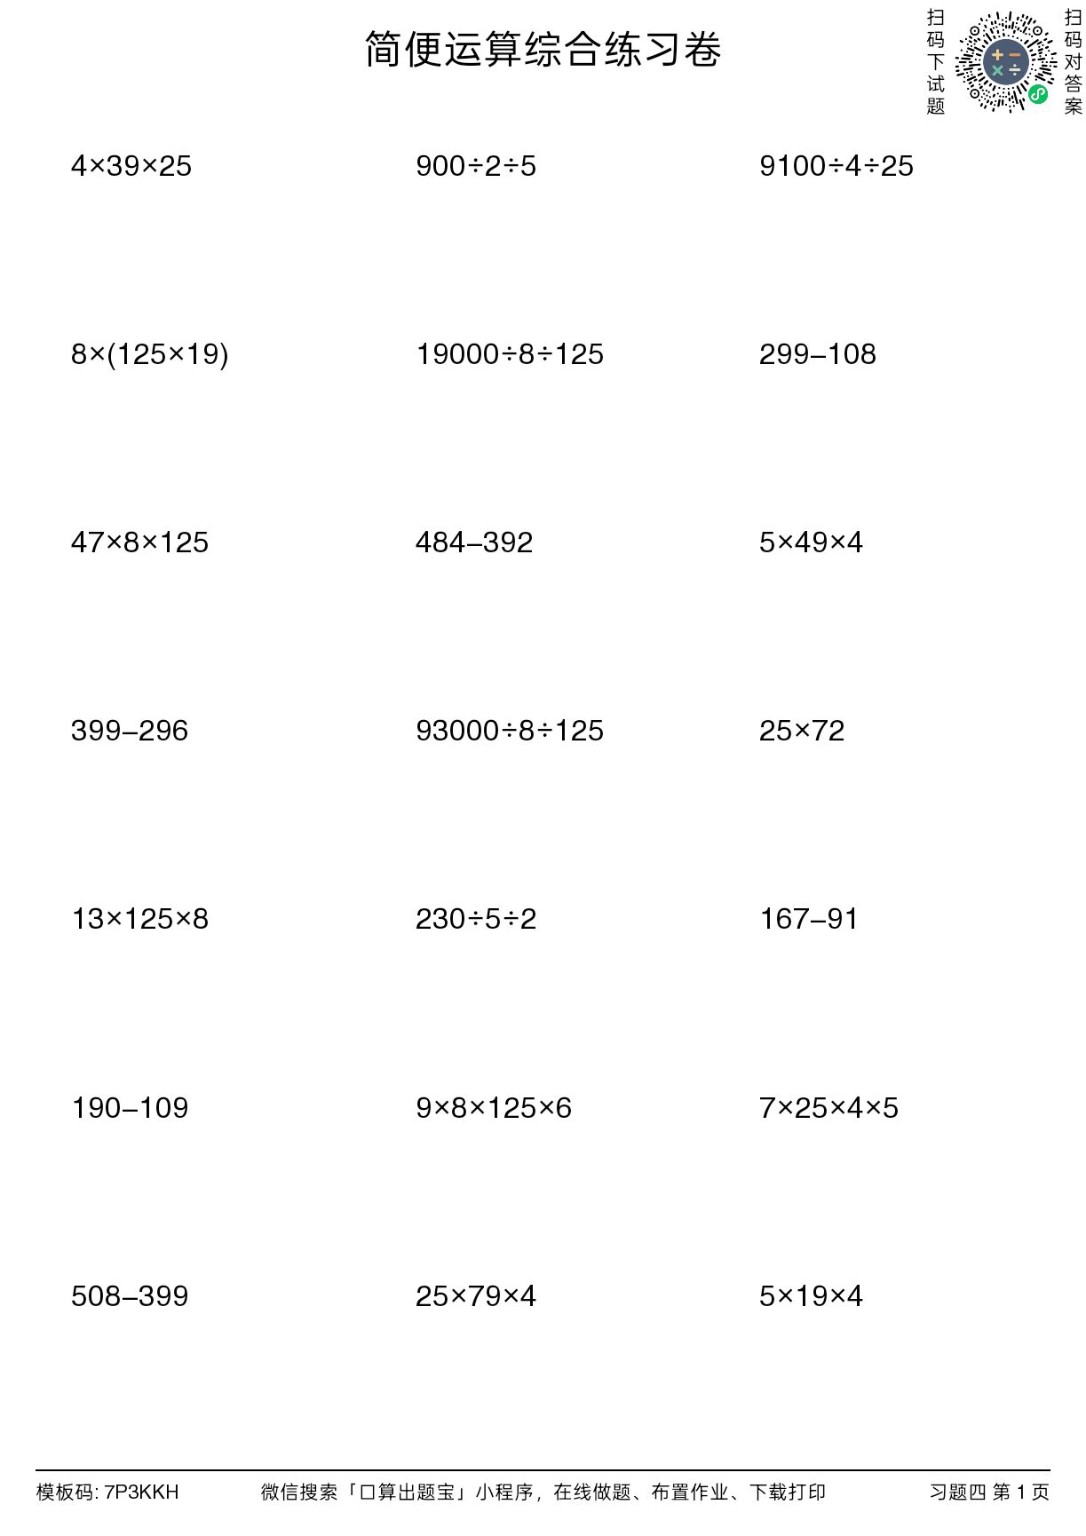 简便运算综合练习卷
扫码下试题
扫码对答案
4×39×25 900÷2÷5 9100÷4÷25
8×(125×19) 19000÷8÷125 299–108
47×8×125 484–392 5×49×4
399–296 93000÷8÷125 25×72
13×125×8 230÷5÷2 167–91
190–109 9×8×125×6 7×25×4×5
508–399 25×79×4 5×19×4
模板码: 7P3KKH 微信搜索「口算出题宝」小程序，在线做题、布置作业、下载打印 习题四 第 1 页